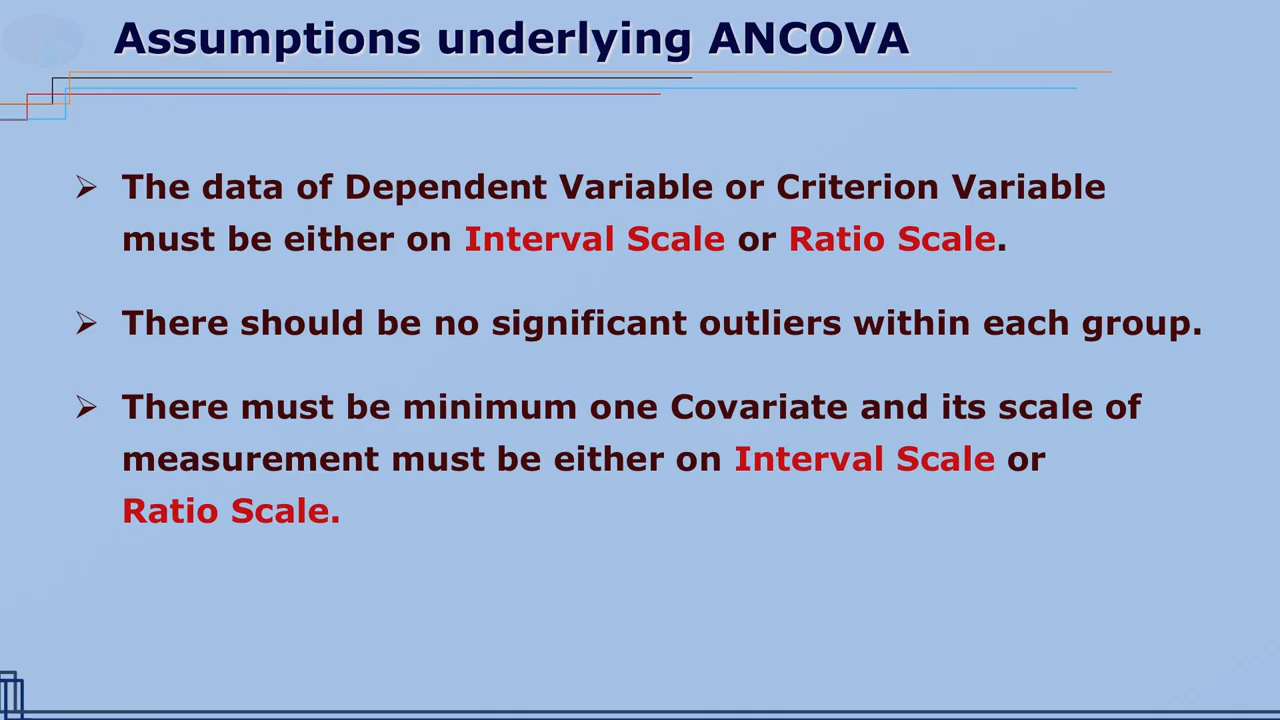 Assumptions underlying ANCOVA
➢ The data of Dependent Variable or Criterion Variable
must be either on Interval Scale or Ratio Scale.
➢ There should be no significant outliers within each group.
➢ There must be minimum one Covariate and its scale of
measurement must be either on Interval Scale or
Ratio Scale.